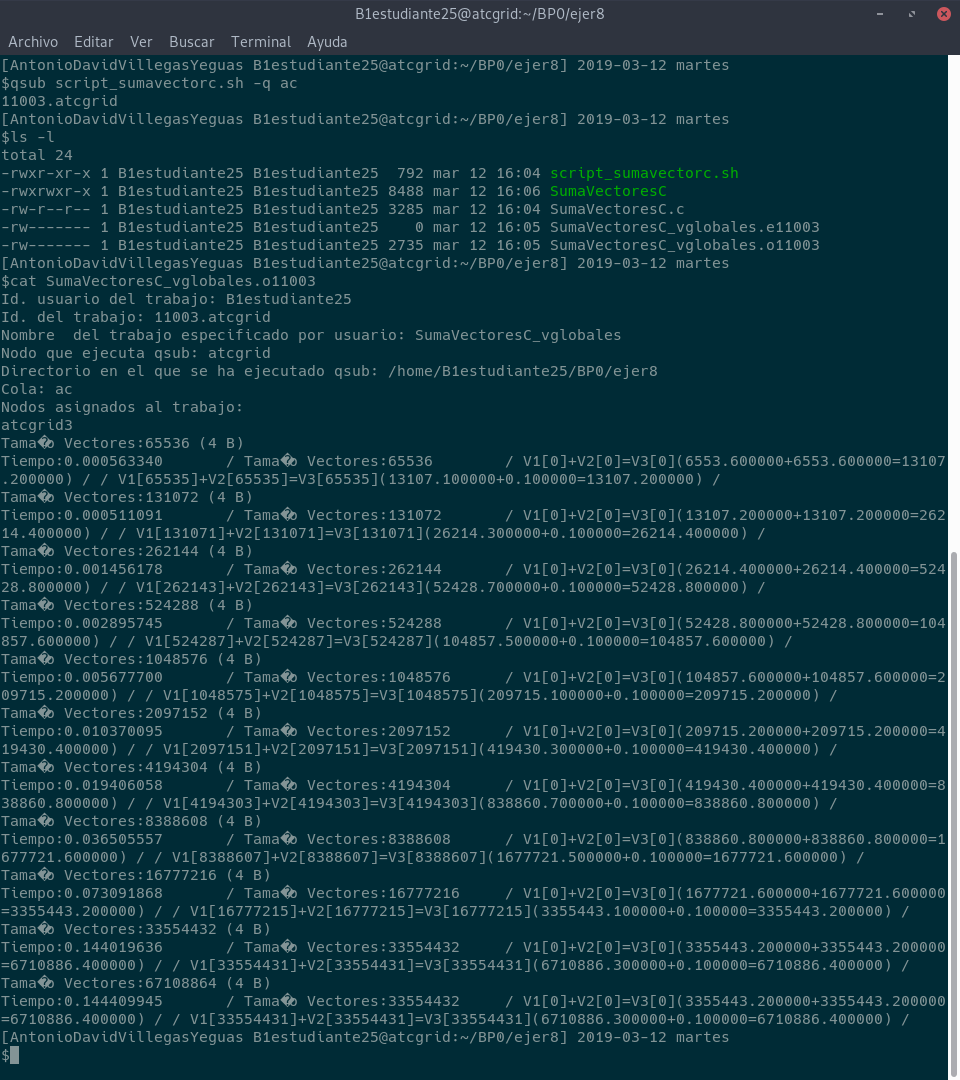 B1estudiante25@atcgrid:~/BP0/ejer8
Archivo Editar Ver Buscar Terminal Ayuda
[AntonioDavidVillegasYeguas B1estudiante25@atcgrid:~/BP0/ejer8] 2019-03-12 martes
$qsub script_sumavectorc.sh -q ac
11003.atcgrid
[AntonioDavidVillegasYeguas B1estudiante25@atcgrid:~/BP0/ejer8] 2019-03-12 martes
$ls -l
total 24
-rwxr-xr-x 1 B1estudiante25 B1estudiante25  792 mar 12 16:04 script_sumavectorc.sh
-rwxrwxr-x 1 B1estudiante25 B1estudiante25 8488 mar 12 16:06 SumaVectoresC
-rw-r--r-- 1 B1estudiante25 B1estudiante25 3285 mar 12 16:04 SumaVectoresC.c
-rw------- 1 B1estudiante25 B1estudiante25    0 mar 12 16:05 SumaVectoresC_vglobales.e11003
-rw------- 1 B1estudiante25 B1estudiante25 2735 mar 12 16:05 SumaVectoresC_vglobales.o11003
[AntonioDavidVillegasYeguas B1estudiante25@atcgrid:~/BP0/ejer8] 2019-03-12 martes
$cat SumaVectoresC_vglobales.o11003
Id. usuario del trabajo: B1estudiante25
Id. del trabajo: 11003.atcgrid
Nombre  del trabajo especificado por usuario: SumaVectoresC_vglobales
Nodo que ejecuta qsub: atcgrid
Directorio en el que se ha ejecutado qsub: /home/B1estudiante25/BP0/ejer8
Cola: ac
Nodos asignados al trabajo:
atcgrid3
Tama�o Vectores:65536 (4 B)
Tiempo:0.000563340       / Tama�o Vectores:65536        / V1[0]+V2[0]=V3[0](6553.600000+6553.600000=13107
.200000) / / V1[65535]+V2[65535]=V3[65535](13107.100000+0.100000=13107.200000) /
Tama�o Vectores:131072 (4 B)
Tiempo:0.000511091       / Tama�o Vectores:131072       / V1[0]+V2[0]=V3[0](13107.200000+13107.200000=262
14.400000) / / V1[131071]+V2[131071]=V3[131071](26214.300000+0.100000=26214.400000) /
Tama�o Vectores:262144 (4 B)
Tiempo:0.001456178       / Tama�o Vectores:262144       / V1[0]+V2[0]=V3[0](26214.400000+26214.400000=524
28.800000) / / V1[262143]+V2[262143]=V3[262143](52428.700000+0.100000=52428.800000) /
Tama�o Vectores:524288 (4 B)
Tiempo:0.002895745       / Tama�o Vectores:524288       / V1[0]+V2[0]=V3[0](52428.800000+52428.800000=104
857.600000) / / V1[524287]+V2[524287]=V3[524287](104857.500000+0.100000=104857.600000) /
Tama�o Vectores:1048576 (4 B)
Tiempo:0.005677700       / Tama�o Vectores:1048576      / V1[0]+V2[0]=V3[0](104857.600000+104857.600000=2
09715.200000) / / V1[1048575]+V2[1048575]=V3[1048575](209715.100000+0.100000=209715.200000) /
Tama�o Vectores:2097152 (4 B)
Tiempo:0.010370095       / Tama�o Vectores:2097152      / V1[0]+V2[0]=V3[0](209715.200000+209715.200000=4
19430.400000) / / V1[2097151]+V2[2097151]=V3[2097151](419430.300000+0.100000=419430.400000) /
Tama�o Vectores:4194304 (4 B)
Tiempo:0.019406058       / Tama�o Vectores:4194304      / V1[0]+V2[0]=V3[0](419430.400000+419430.400000=8
38860.800000) / / V1[4194303]+V2[4194303]=V3[4194303](838860.700000+0.100000=838860.800000) /
Tama�o Vectores:8388608 (4 B)
Tiempo:0.036505557       / Tama�o Vectores:8388608      / V1[0]+V2[0]=V3[0](838860.800000+838860.800000=1
677721.600000) / / V1[8388607]+V2[8388607]=V3[8388607](1677721.500000+0.100000=1677721.600000) /
Tama�o Vectores:16777216 (4 B)
Tiempo:0.073091868       / Tama�o Vectores:16777216     / V1[0]+V2[0]=V3[0](1677721.600000+1677721.600000
=3355443.200000) / / V1[16777215]+V2[16777215]=V3[16777215](3355443.100000+0.100000=3355443.200000) /
Tama�o Vectores:33554432 (4 B)
Tiempo:0.144019636       / Tama�o Vectores:33554432     / V1[0]+V2[0]=V3[0](3355443.200000+3355443.200000
=6710886.400000) / / V1[33554431]+V2[33554431]=V3[33554431](6710886.300000+0.100000=6710886.400000) /
Tama�o Vectores:67108864 (4 B)
Tiempo:0.144409945       / Tama�o Vectores:33554432     / V1[0]+V2[0]=V3[0](3355443.200000+3355443.200000
=6710886.400000) / / V1[33554431]+V2[33554431]=V3[33554431](6710886.300000+0.100000=6710886.400000) /
[AntonioDavidVillegasYeguas B1estudiante25@atcgrid:~/BP0/ejer8] 2019-03-12 martes
$